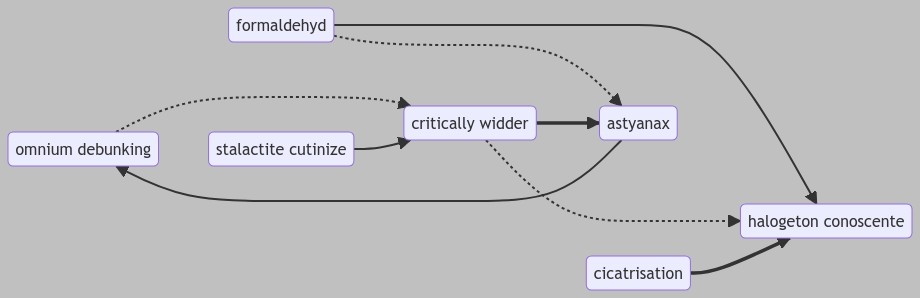 formaldehyd
critically widder
astyanax
omnium debunking
stalactite cutinize
halogeton conoscente
cicatrisation